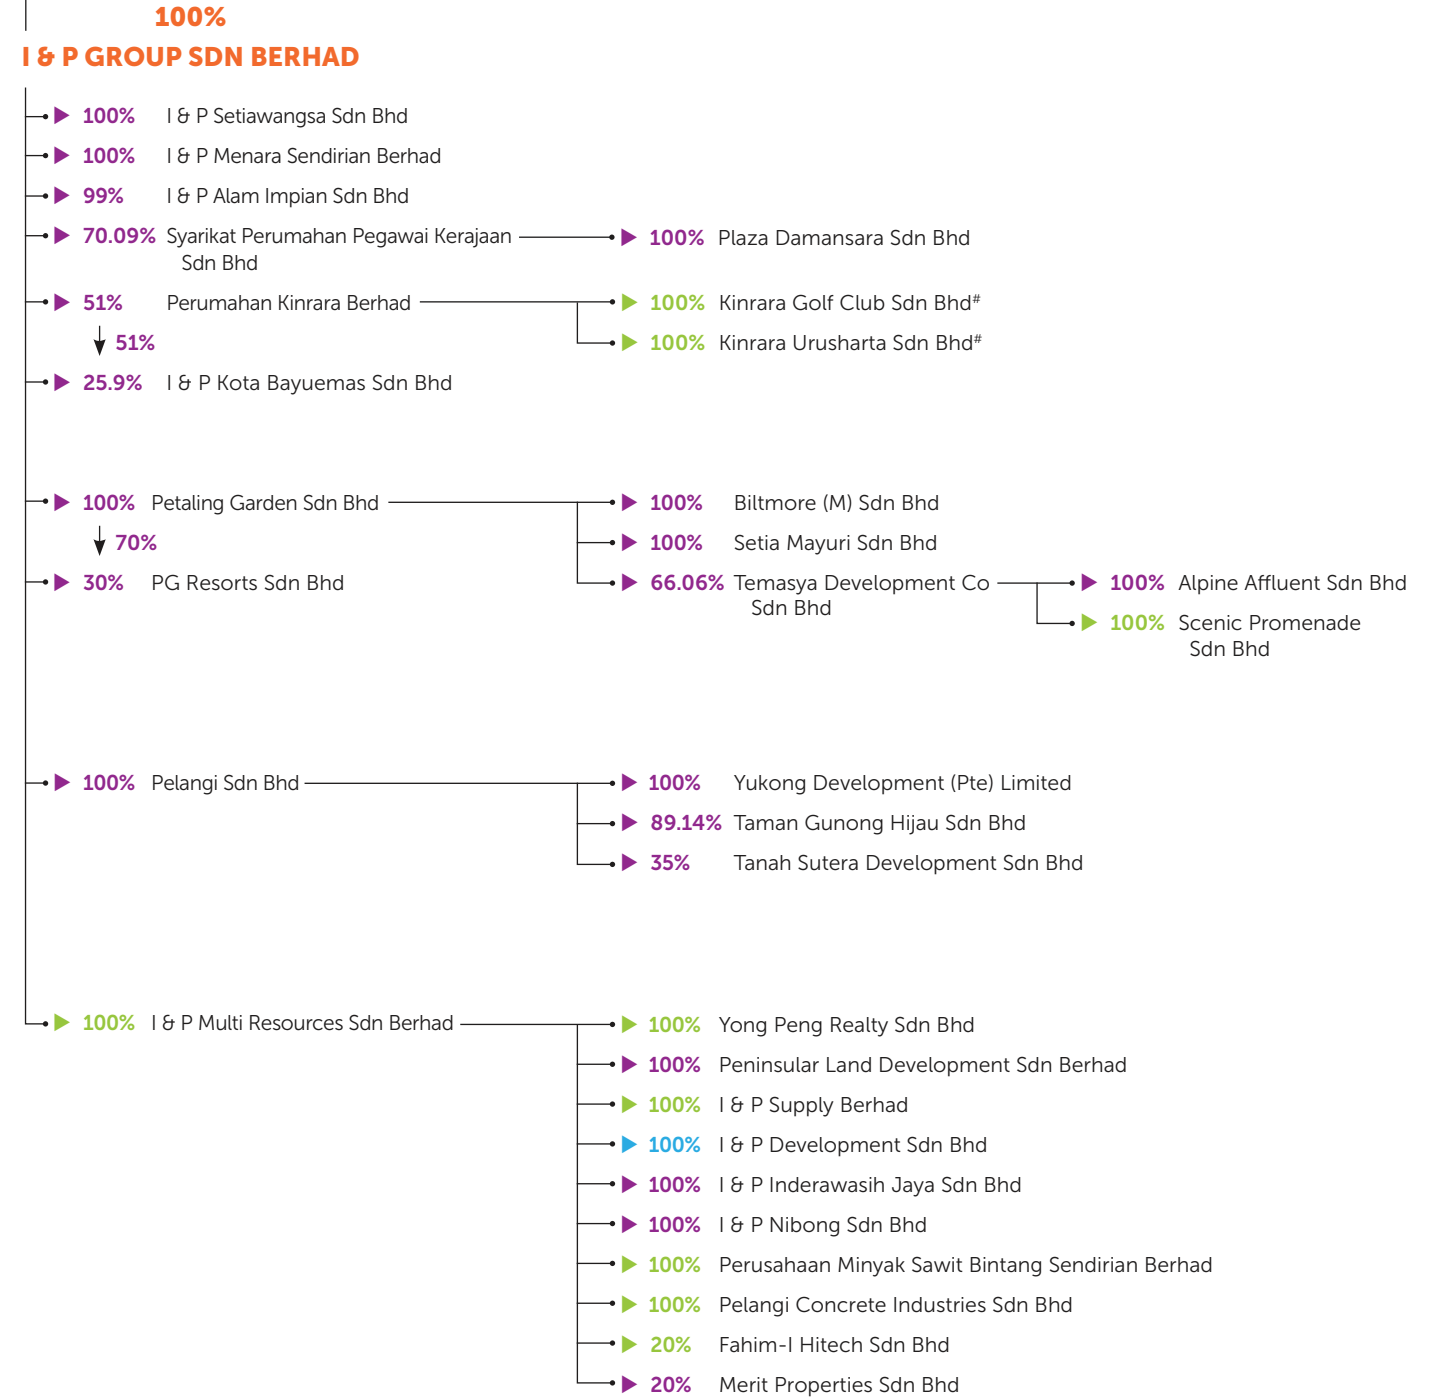 100%
I & P GROUP SDN BERHAD
100% I & P Setiawangsa Sdn Bhd
100% I & P Menara Sendirian Berhad
99% I & P Alam Impian Sdn Bhd
70.09% Syarikat Perumahan Pegawai Kerajaan
Sdn Bhd
100% Plaza Damansara Sdn Bhd
51% Perumahan Kinrara Berhad
100% Kinrara Golf Club Sdn Bhd#
51%
100% Kinrara Urusharta Sdn Bhd#
25.9% I & P Kota Bayuemas Sdn Bhd
100% Petaling Garden Sdn Bhd
100% Biltmore (M) Sdn Bhd
70%
100% Setia Mayuri Sdn Bhd
30% PG Resorts Sdn Bhd
66.06% Temasya Development Co
Sdn Bhd
100% Alpine Affluent Sdn Bhd
100% Scenic Promenade
Sdn Bhd
100% Pelangi Sdn Bhd
100% Yukong Development (Pte) Limited
89.14% Taman Gunong Hijau Sdn Bhd
35% Tanah Sutera Development Sdn Bhd
100% I & P Multi Resources Sdn Berhad
100% Yong Peng Realty Sdn Bhd
100% Peninsular Land Development Sdn Berhad
100% I & P Supply Berhad
100% I & P Development Sdn Bhd
100% I & P Inderawasih Jaya Sdn Bhd
100% I & P Nibong Sdn Bhd
100% Perusahaan Minyak Sawit Bintang Sendirian Berhad
100% Pelangi Concrete Industries Sdn Bhd
20% Fahim-I Hitech Sdn Bhd
20% Merit Properties Sdn Bhd